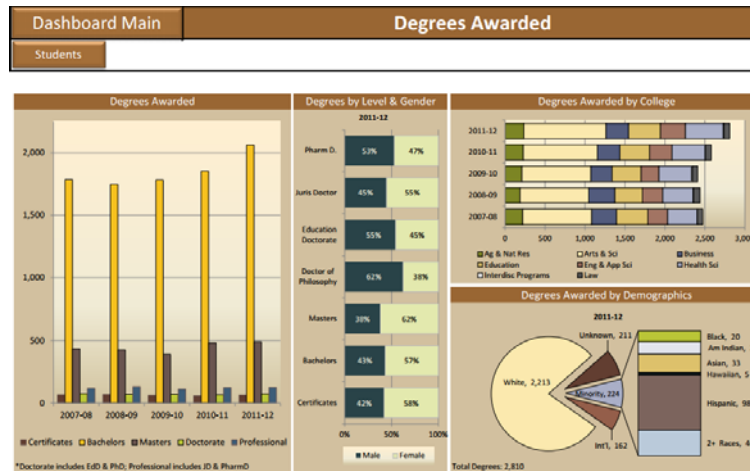 Dashboard Main
Degrees Awarded
Students
Degrees Awarded
2,000
1,500
1,000
500
0
2007-08 2008-09 2009-10 2010-11 2011-12
Certificates Bachelors Masters Doctorate Professional
*Doctorate includes EdD & PhD; Professional includes JD & PharmD
Degrees by Level & Gender
2011-12
Pharm D. 53% 47%
Juris Doctor 45% 55%
Education
Doctorate 55% 45%
Doctor of
Philosophy 62% 38%
Masters 38% 62%
Bachelors 43% 57%
Certificates 42% 58%
0% 50% 100%
Male Female
Degrees Awarded by College
2011-12
2010-11
2009-10
2008-09
2007-08
0 500 1,000 1,500 2,000 2,500 3,00
Ag & Nat Res Arts & Sci Business
Education Eng & App Sci Health Sci
Interdisc Programs Law
Degrees Awarded by Demographics
2011-12
Unknown, 211
White, 2,213
Minority, 224
Int'l, 162
Black, 20
Am Indian,
Asian, 33
Hawaiian, 5
Hispanic, 98
2+ Races, 4
Total Degrees: 2,810